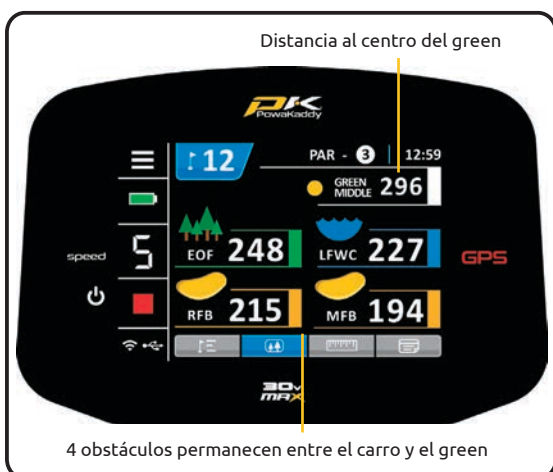 Distancia al centro del green
PK
PowaKaddy
12
PAR - 3 12:59
GREEN
MIDDLE 296
EOF 248
LFWC 227
speed 5
GPS
RFB 215
MFB 194
30V
MAX
4 obstáculos permanecen entre el carro y el green